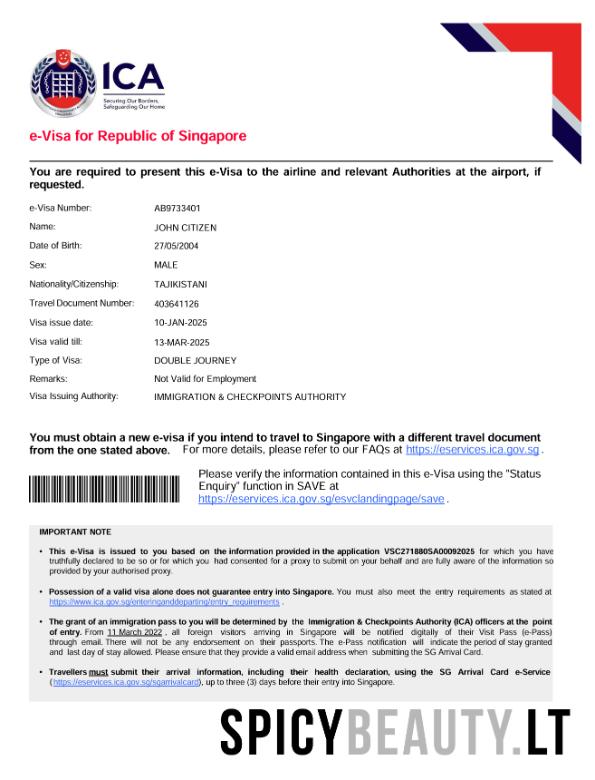 ICA
Securing Our Borders,
Safeguarding Our Home
e-Visa for Republic of Singapore
You are required to present this e-Visa to the airline and relevant Authorities at the airport, if
requested.
e-Visa Number: AB9733401
Name: JOHN CITIZEN
Date of Birth: 27/05/2004
Sex: MALE
Nationality/Citizenship: TAJIKISTANI
Travel Document Number: 403641126
Visa issue date: 10-JAN-2025
Visa valid till: 13-MAR-2025
Type of Visa: DOUBLE JOURNEY
Remarks: Not Valid for Employment
Visa Issuing Authority: IMMIGRATION & CHECKPOINTS AUTHORITY
You must obtain a new e-visa if you intend to travel to Singapore with a different travel document
from the one stated above. For more details, please refer to our FAQs at https://eservices.ica.gov.sg .
Please verify the information contained in this e-Visa using the "Status
Enquiry" function in SAVE at
https://eservices.ica.gov.sg/esvclandingpage/save .
IMPORTANT NOTE
• This e-Visa is issued to you based on the information provided in the application VSC271880SA00092025 for which you have
truthfully declared to be so or for which you had consented for a proxy to submit on your behalf and are fully aware of the information so
provided by your authorised proxy.
• Possession of a valid visa alone does not guarantee entry into Singapore. You must also meet the entry requirements as stated at
https://www.ica.gov.sg/enteringanddeparting/entry_requirements .
• The grant of an immigration pass to you will be determined by the Immigration & Checkpoints Authority (ICA) officers at the point
of entry. From 11 March 2022 , all foreign visitors arriving in Singapore will be notified digitally of their Visit Pass (e-Pass)
through email. There will not be any endorsement on their passports. The e-Pass notification will indicate the period of stay granted
and last day of stay allowed. Please ensure that they provide a valid email address when submitting the SG Arrival Card.
• Travellers must submit their arrival information, including their health declaration, using the SG Arrival Card e-Service
(https://eservices.ica.gov.sg/sgarrivalcard), up to three (3) days before their entry into Singapore.
SPICYBEAUTY.LT